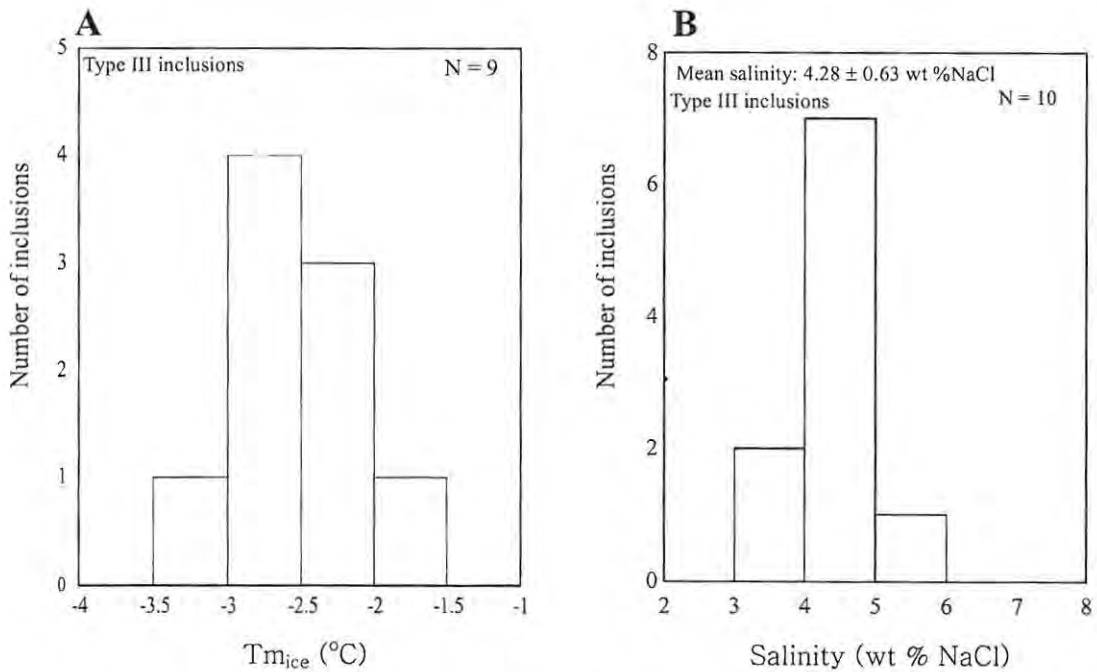 A
Type III inclusions
N = 9
Number of inclusions
5
4
3
2
1
0
-4
-3.5
-3
-2.5
-2
-1.5
-1
Tmice (°C)
B
Mean salinity: 4.28 ± 0.63 wt %NaCl
Type III inclusions
N = 10
Number of inclusions
8
6
4
2
0
2
3
4
5
6
7
8
Salinity (wt % NaCl)